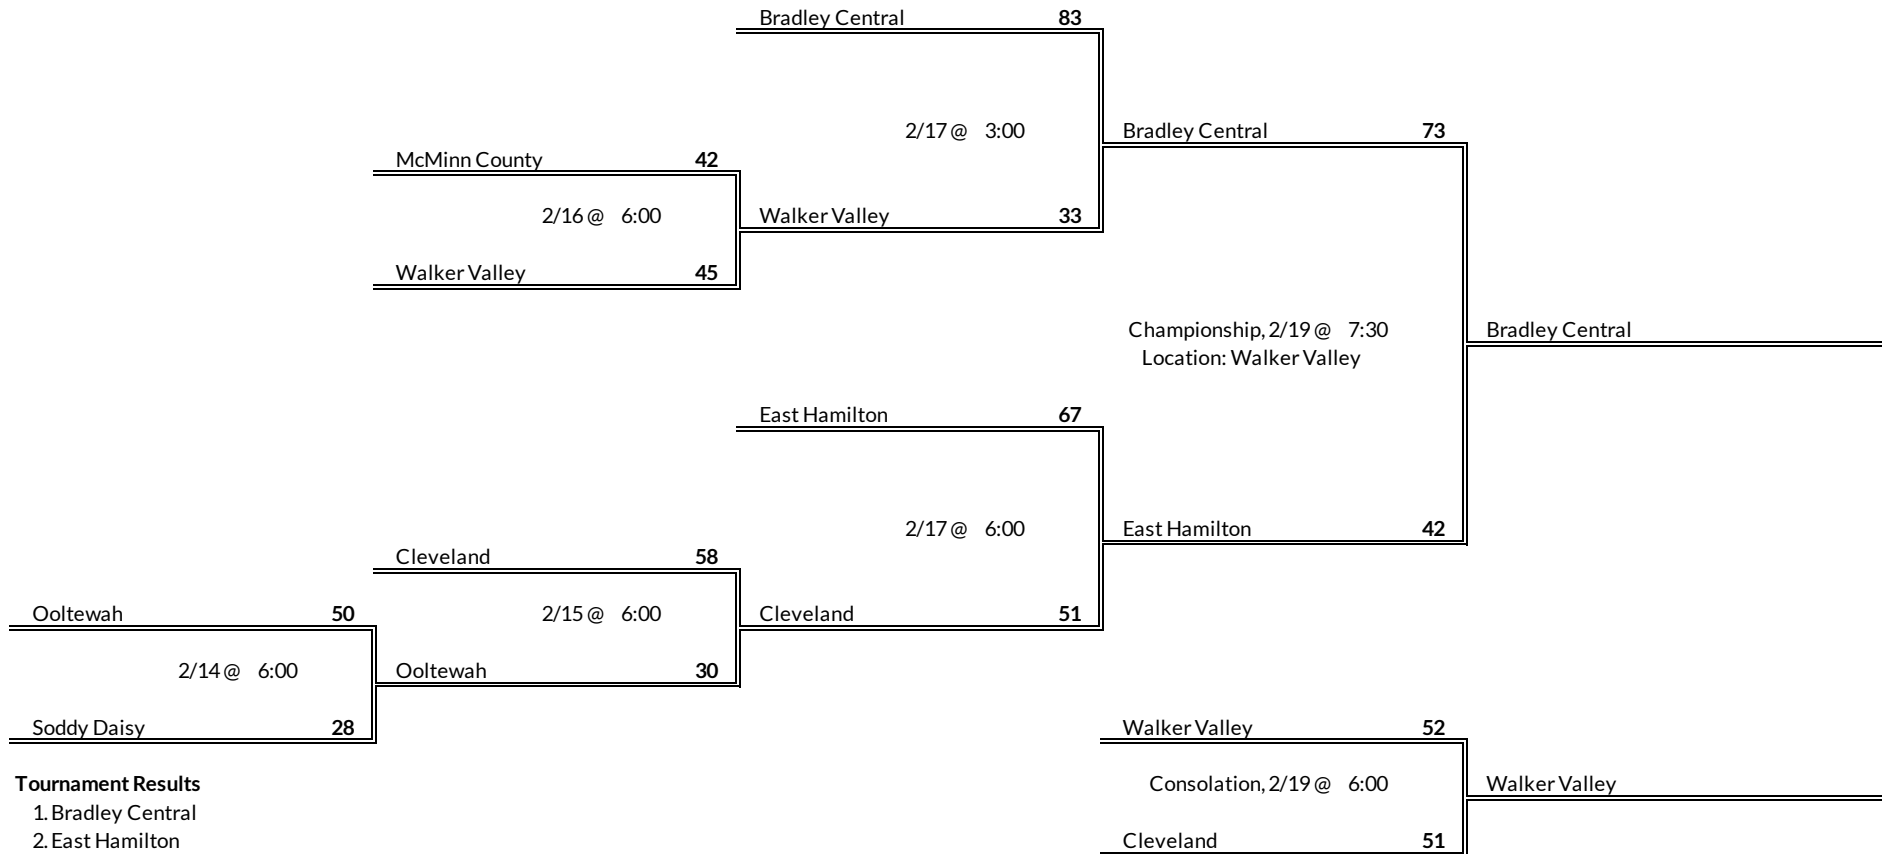 Bradley Central 83
2/17 @ 3:00
Bradley Central 73
McMinn County 42
2/16 @ 6:00
Walker Valley 33
Walker Valley 45
Championship, 2/19 @ 7:30
Bradley Central
Location: Walker Valley
East Hamilton 67
2/17 @ 6:00
East Hamilton 42
Cleveland 58
Ooltewah 50
2/15 @ 6:00
Cleveland 51
2/14 @ 6:00
Ooltewah 30
Soddy Daisy 28
Walker Valley 52
Tournament Results
Consolation, 2/19 @ 6:00
Walker Valley
1. Bradley Central
2. East Hamilton
Cleveland 51